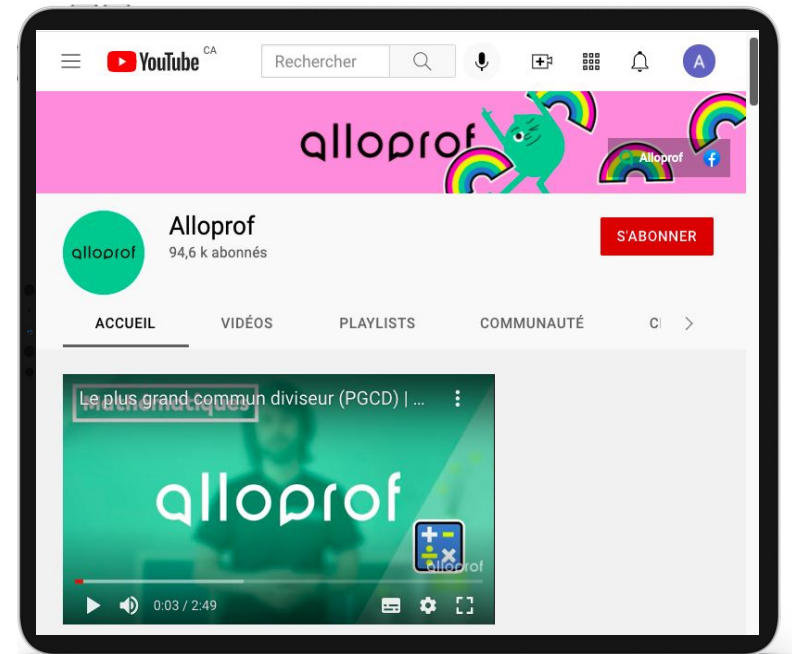 YouTube CA
Rechercher
A
alloprof
Alloprof
alloprof
Alloprof
94,6 k abonnés
S'ABONNER
ACCUEIL VIDÉOS PLAYLISTS COMMUNAUTÉ
Le plus grand commun diviseur (PGCD) | ...
Mathématiques
alloprof
alloprof
0:03 / 2:49